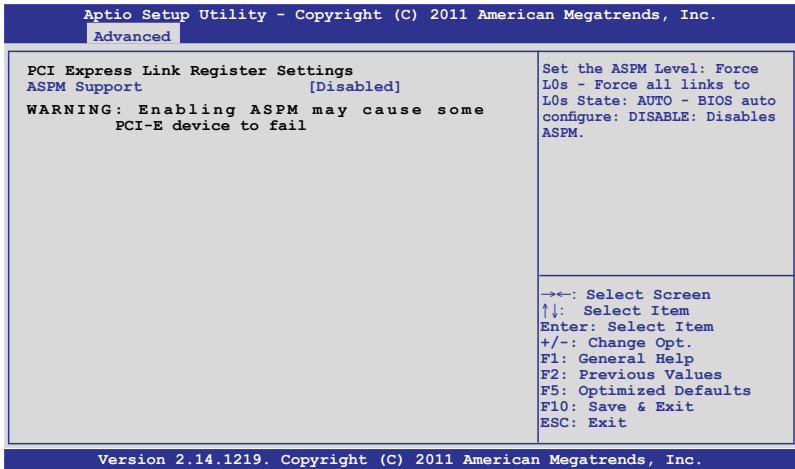 Aptio Setup Utility - Copyright (C) 2011 American Megatrends, Inc.
Advanced
PCI Express Link Register Settings
ASPM Support [Disabled]
WARNING: Enabling ASPM may cause some
PCI-E device to fail
Set the ASPM Level: Force
L0s - Force all links to
L0s State: AUTO - BIOS auto
configure: DISABLE: Disables
ASPM.
→←: Select Screen
↑↓: Select Item
Enter: Select Item
+/-: Change Opt.
F1: General Help
F2: Previous Values
F5: Optimized Defaults
F10: Save & Exit
ESC: Exit
Version 2.14.1219. Copyright (C) 2011 American Megatrends, Inc.